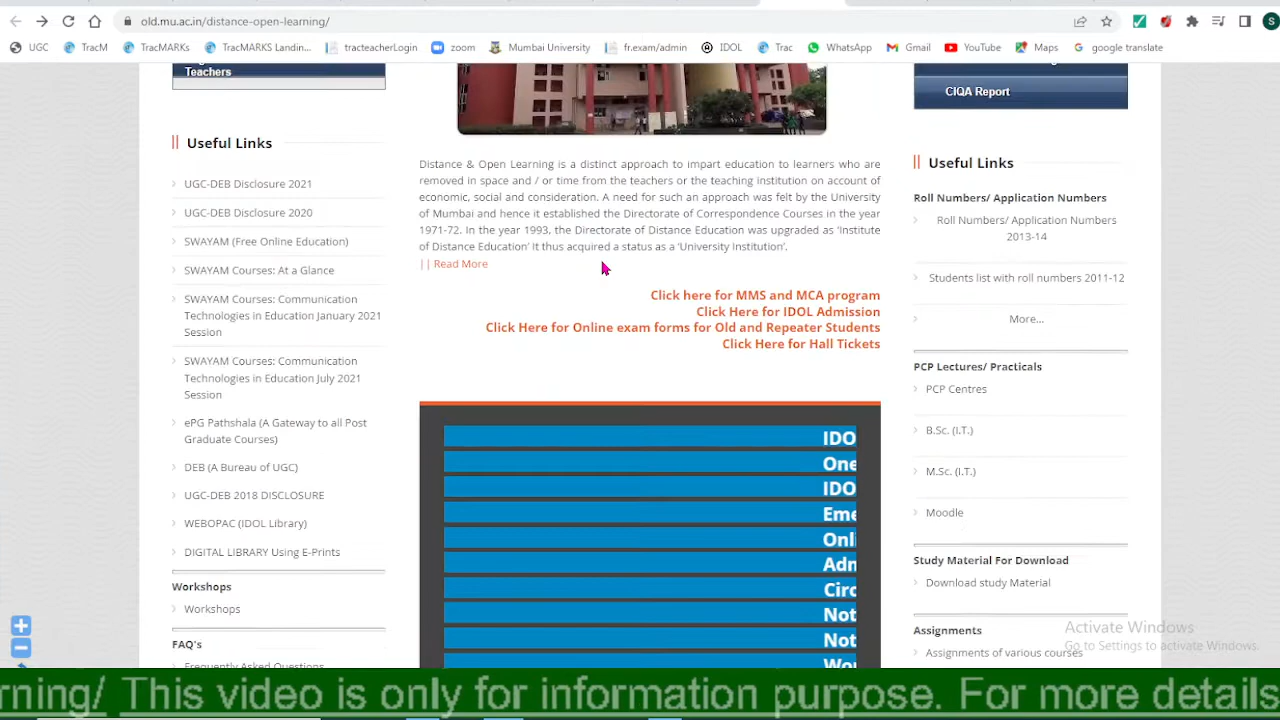 old.mu.ac.in/distance-open-learning/
S
UGC
TracM
TracMARKs
TracMARKS Landin...
tracteacherLogin
zoom
Mumbai University
fr.exam/admin
IDOL
Trac
WhatsApp
Gmail
YouTube
Maps
google translate
Teachers
Useful Links
UGC-DEB Disclosure 2021
UGC-DEB Disclosure 2020
SWAYAM (Free Online Education)
SWAYAM Courses: At a Glance
SWAYAM Courses: Communication
Technologies in Education January 2021
Session
SWAYAM Courses: Communication
Technologies in Education July 2021
Session
ePG Pathshala (A Gateway to all Post
Graduate Courses)
DEB (A Bureau of UGC)
UGC-DEB 2018 DISCLOSURE
WEBOPAC (IDOL Library)
DIGITAL LIBRARY Using E-Prints
Workshops
Workshops
FAQ's
Frequently Asked Questions
Distance & Open Learning is a distinct approach to impart education to learners who are
removed in space and / or time from the teachers or the teaching institution on account of
economic, social and consideration. A need for such an approach was felt by the University
of Mumbai and hence it established the Directorate of Correspondence Courses in the year
1971-72. In the year 1993, the Directorate of Distance Education was upgraded as 'Institute
of Distance Education' It thus acquired a status as a 'University Institution'.
|| Read More
Click here for MMS and MCA program
Click Here for IDOL Admission
Click Here for Online exam forms for Old and Repeater Students
Click Here for Hall Tickets
IDO
One
IDO
Eme
Onli
Adn
Circ
Not
Not
Wo
CIQA Report
Useful Links
Roll Numbers/ Application Numbers
Roll Numbers/ Application Numbers
2013-14
Students list with roll numbers 2011-12
More...
PCP Lectures/ Practicals
PCP Centres
B.Sc. (I.T.)
M.Sc. (I.T.)
Moodle
Study Material For Download
Download study Material
Assignments
Assignments of various courses
Activate Windows
Go to Settings to activate Windows.
rning/ This video is only for information purpose. For more details